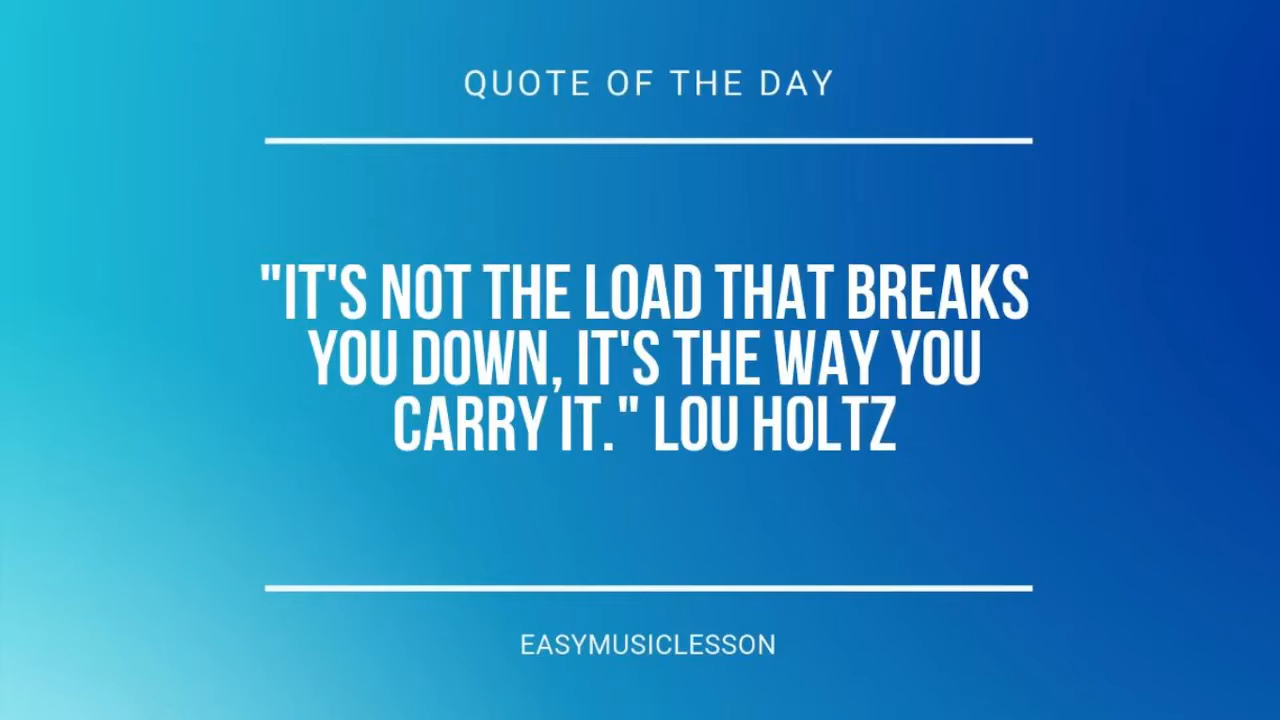 QUOTE OF THE DAY
"IT'S NOT THE LOAD THAT BREAKS
YOU DOWN, IT'S THE WAY YOU
CARRY IT." LOU HOLTZ
EASYMUSICLESSON